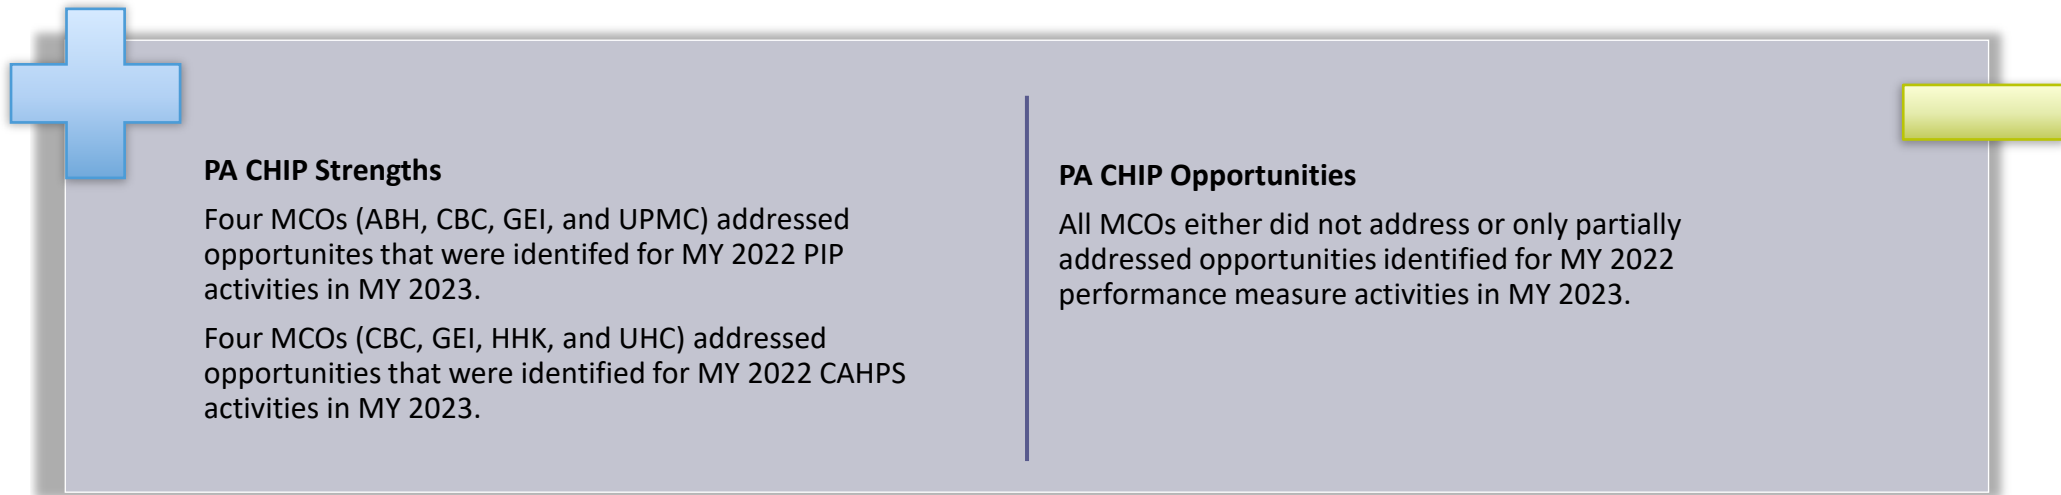 PA CHIP Strengths
Four MCOs (ABH, CBC, GEI, and UPMC) addressed
opportunites that were identifed for MY 2022 PIP
activities in MY 2023.
Four MCOs (CBC, GEI, HHK, and UHC) addressed
opportunities that were identified for MY 2022 CAHPS
activities in MY 2023.
PA CHIP Opportunities
All MCOs either did not address or only partially
addressed opportunities identified for MY 2022
performance measure activities in MY 2023.